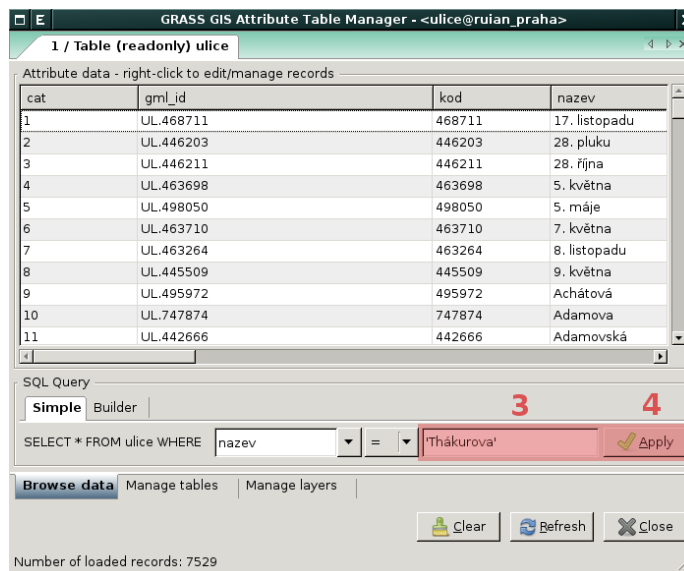 GRASS GIS Attribute Table Manager - <ulice@ruian_praha>
1 / Table (readonly) ulice
Attribute data - right-click to edit/manage records
cat gml_id kod nazev
1 UL.468711 468711 17. listopadu
2 UL.446203 446203 28. pluku
3 UL.446211 446211 28. října
4 UL.463698 463698 5. května
5 UL.498050 498050 5. máje
6 UL.463710 463710 7. května
7 UL.463264 463264 8. listopadu
8 UL.445509 445509 9. května
9 UL.495972 495972 Achátová
10 UL.747874 747874 Adamova
11 UL.442666 442666 Adamovská
SQL Query
Simple Builder
3 4
SELECT * FROM ulice WHERE nazev = 'Thákurova' Apply
Browse data Manage tables Manage layers
Clear Refresh Close
Number of loaded records: 7529